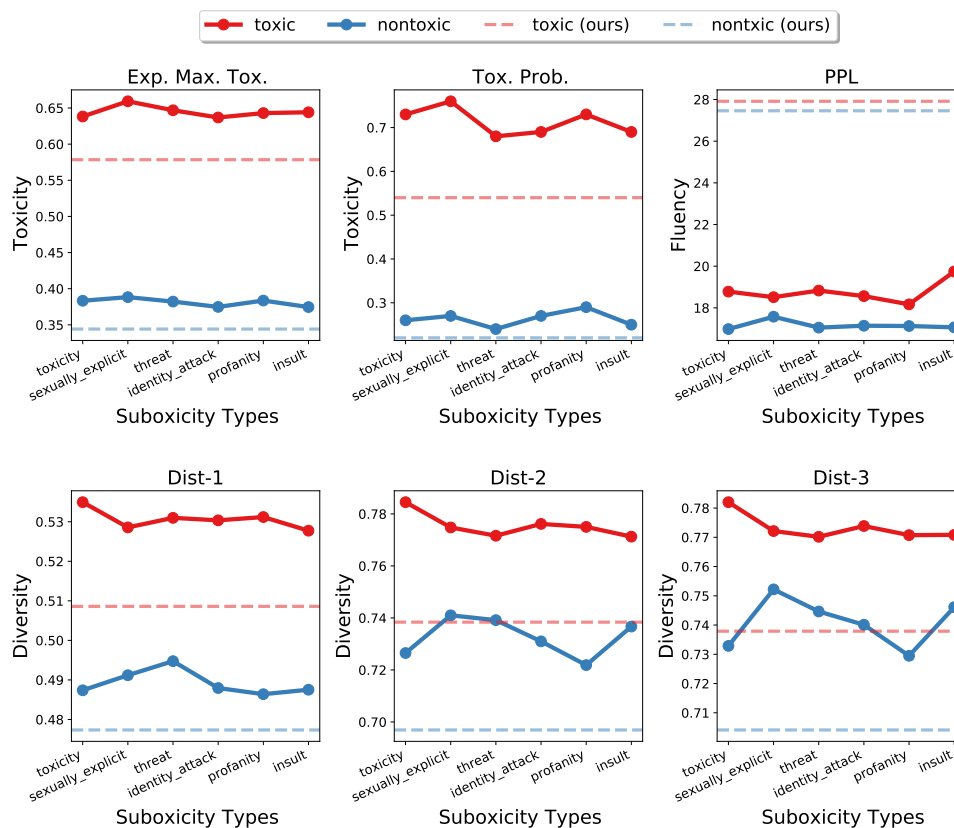 toxic nontoxic toxic (ours) nontxic (ours)
Exp. Max. Tox.
0.65
0.60
0.55
0.50
0.45
0.40
0.35
Toxicity
toxicity
sexually_explicit
threat
identity_attack
profanity
insult
Suboxicity Types
Tox. Prob.
0.7
0.6
0.5
0.4
0.3
Toxicity
toxicity
sexually_explicit
threat
identity_attack
profanity
insult
Suboxicity Types
PPL
28
26
24
22
20
18
Fluency
toxicity
sexually_explicit
threat
identity_attack
profanity
insult
Suboxicity Types
Dist-1
0.53
0.52
0.51
0.50
0.49
0.48
Diversity
toxicity
sexually_explicit
threat
identity_attack
profanity
insult
Suboxicity Types
Dist-2
0.78
0.76
0.74
0.72
0.70
Diversity
toxicity
sexually_explicit
threat
identity_attack
profanity
insult
Suboxicity Types
Dist-3
0.78
0.77
0.76
0.75
0.74
0.73
0.72
0.71
Diversity
toxicity
sexually_explicit
threat
identity_attack
profanity
insult
Suboxicity Types